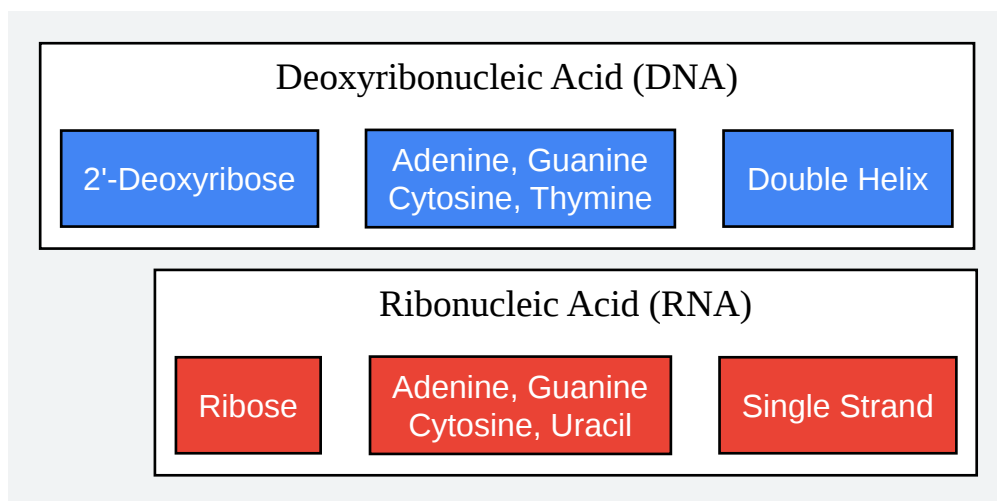 Deoxyribonucleic Acid (DNA)
2'-Deoxyribose
Adenine, Guanine
Cytosine, Thymine
Double Helix
Ribonucleic Acid (RNA)
Ribose
Adenine, Guanine
Cytosine, Uracil
Single Strand